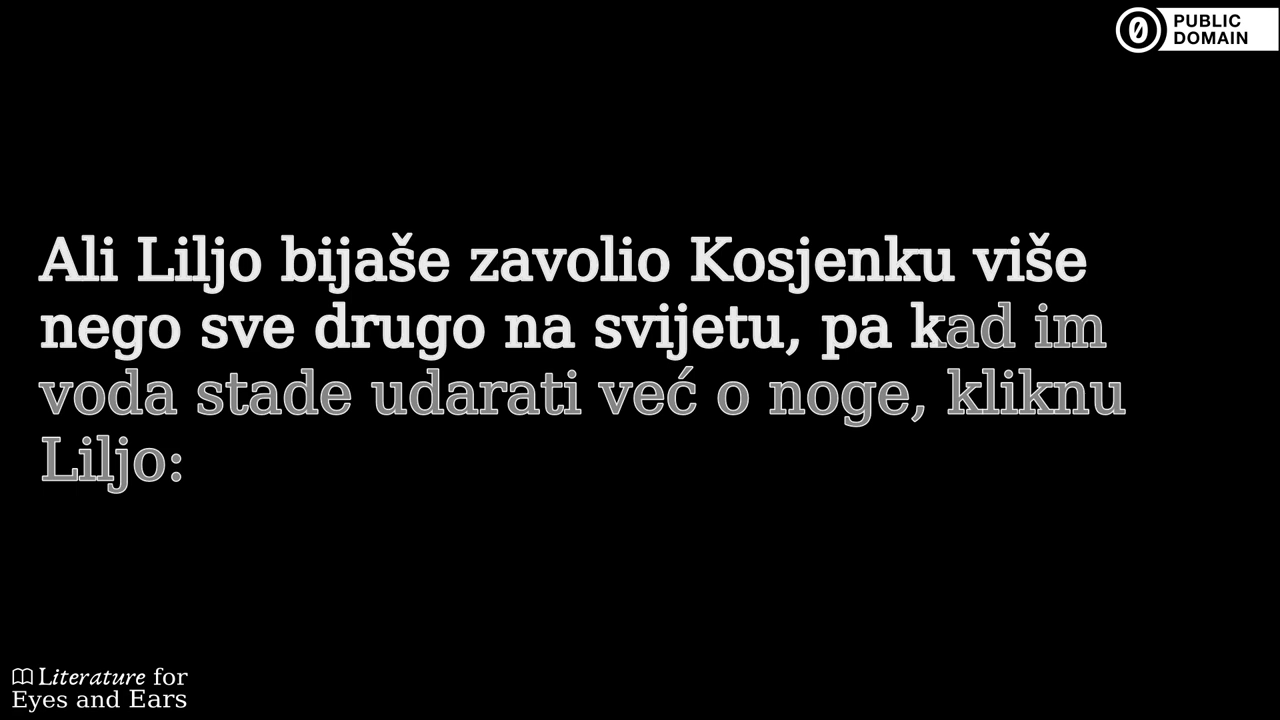 PUBLIC
DOMAIN
Ali Liljo bijaše zavolio Kosjenku više
nego sve drugo na svijetu, pa kad im
voda stade udarati već o noge, kliknu
Liljo:
Literature for
Eyes and Ears